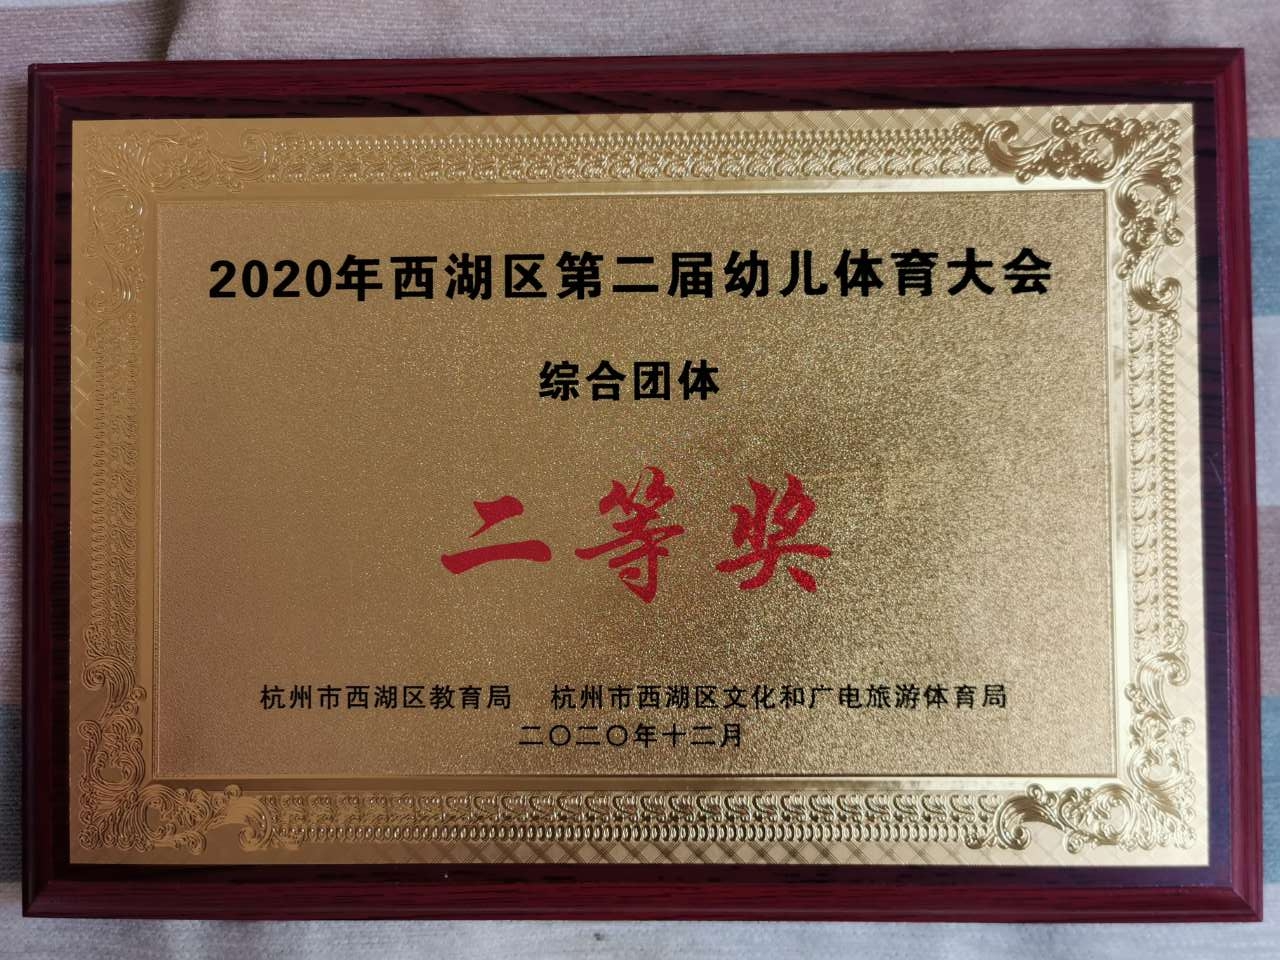 2020年西湖区第二届幼儿体育大会
综合团体
二等奖
杭州市西湖区教育局 杭州市西湖区文化和广电旅游体育局
二〇二〇年十二月